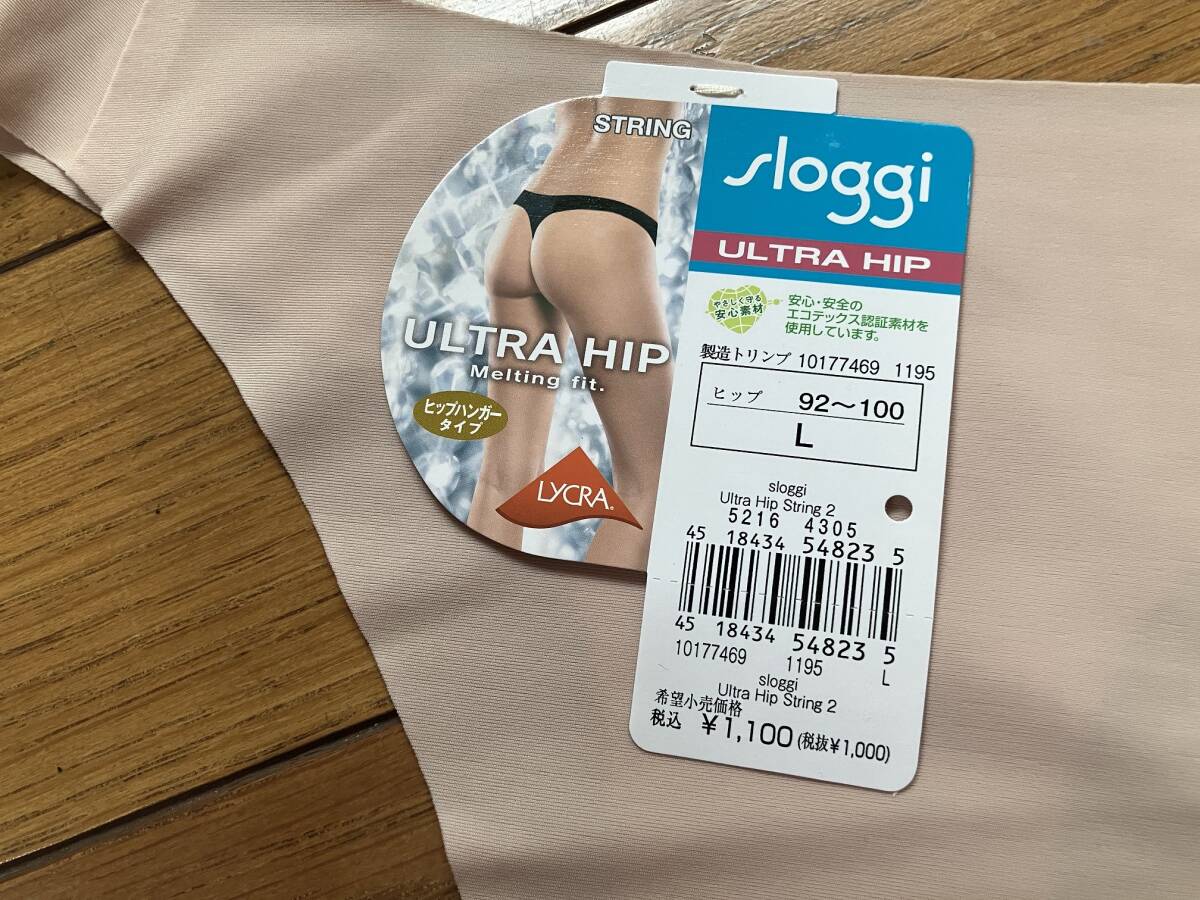 STRING
ULTRA HIP
Melting fit.
ヒップハンガー
タイプ
LYCRA®
sloggi
ULTRA HIP
やさしく守る
安心素材
安心・安全の
エコテックス認証素材を
使用しています。
製造トリンプ 10177469 1195
ヒップ 92～100
L
sloggi
Ultra Hip String 2
5216 4305
45 18434 54823 5
45 18434 54823 5
10177469 1195 L
sloggi
Ultra Hip String 2
希望小売価格
税込 ¥1,100 (税抜¥1,000)